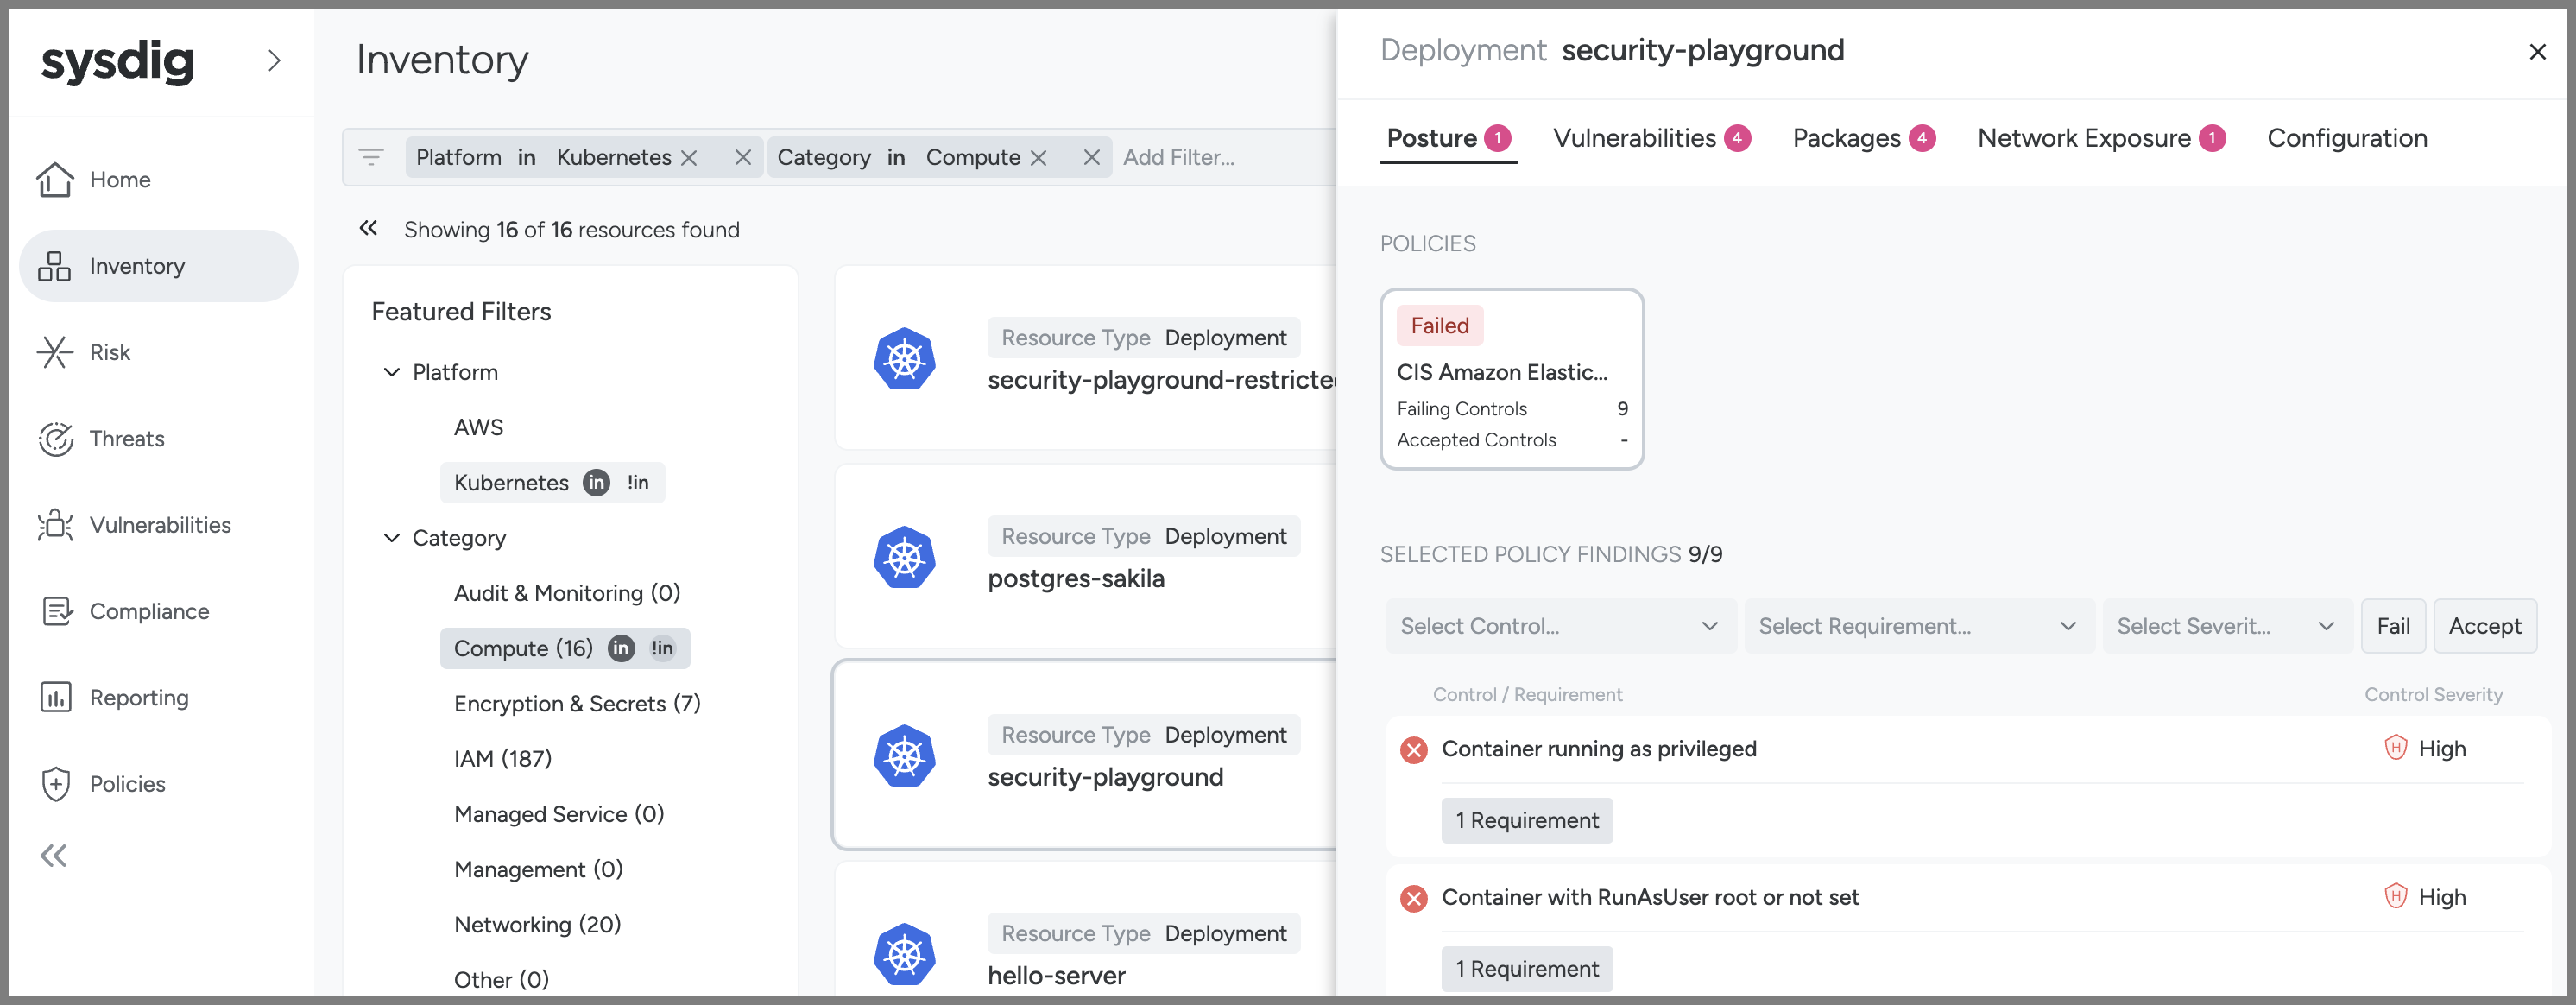 sysdig
Home
Inventory
Risk
Threats
Vulnerabilities
Compliance
Reporting
Policies
Inventory
Platform in Kubernetes
Category in Compute
Add Filter...
Showing 16 of 16 resources found
Featured Filters
Platform
AWS
Kubernetes in !in
Category
Audit & Monitoring (0)
Compute (16) in !in
Encryption & Secrets (7)
IAM (187)
Managed Service (0)
Management (0)
Networking (20)
Other (0)
Resource Type Deployment
security-playground-restricted
Resource Type Deployment
postgres-sakila
Resource Type Deployment
security-playground
Resource Type Deployment
hello-server
Deployment security-playground
Posture 1
Vulnerabilities 4
Packages 4
Network Exposure 1
Configuration
POLICIES
Failed
CIS Amazon Elastic...
Failing Controls 9
Accepted Controls -
SELECTED POLICY FINDINGS 9/9
Select Control...
Select Requirement...
Select Severit...
Fail
Accept
Control / Requirement
Control Severity
Container running as privileged
H High
1 Requirement
Container with RunAsUser root or not set
H High
1 Requirement